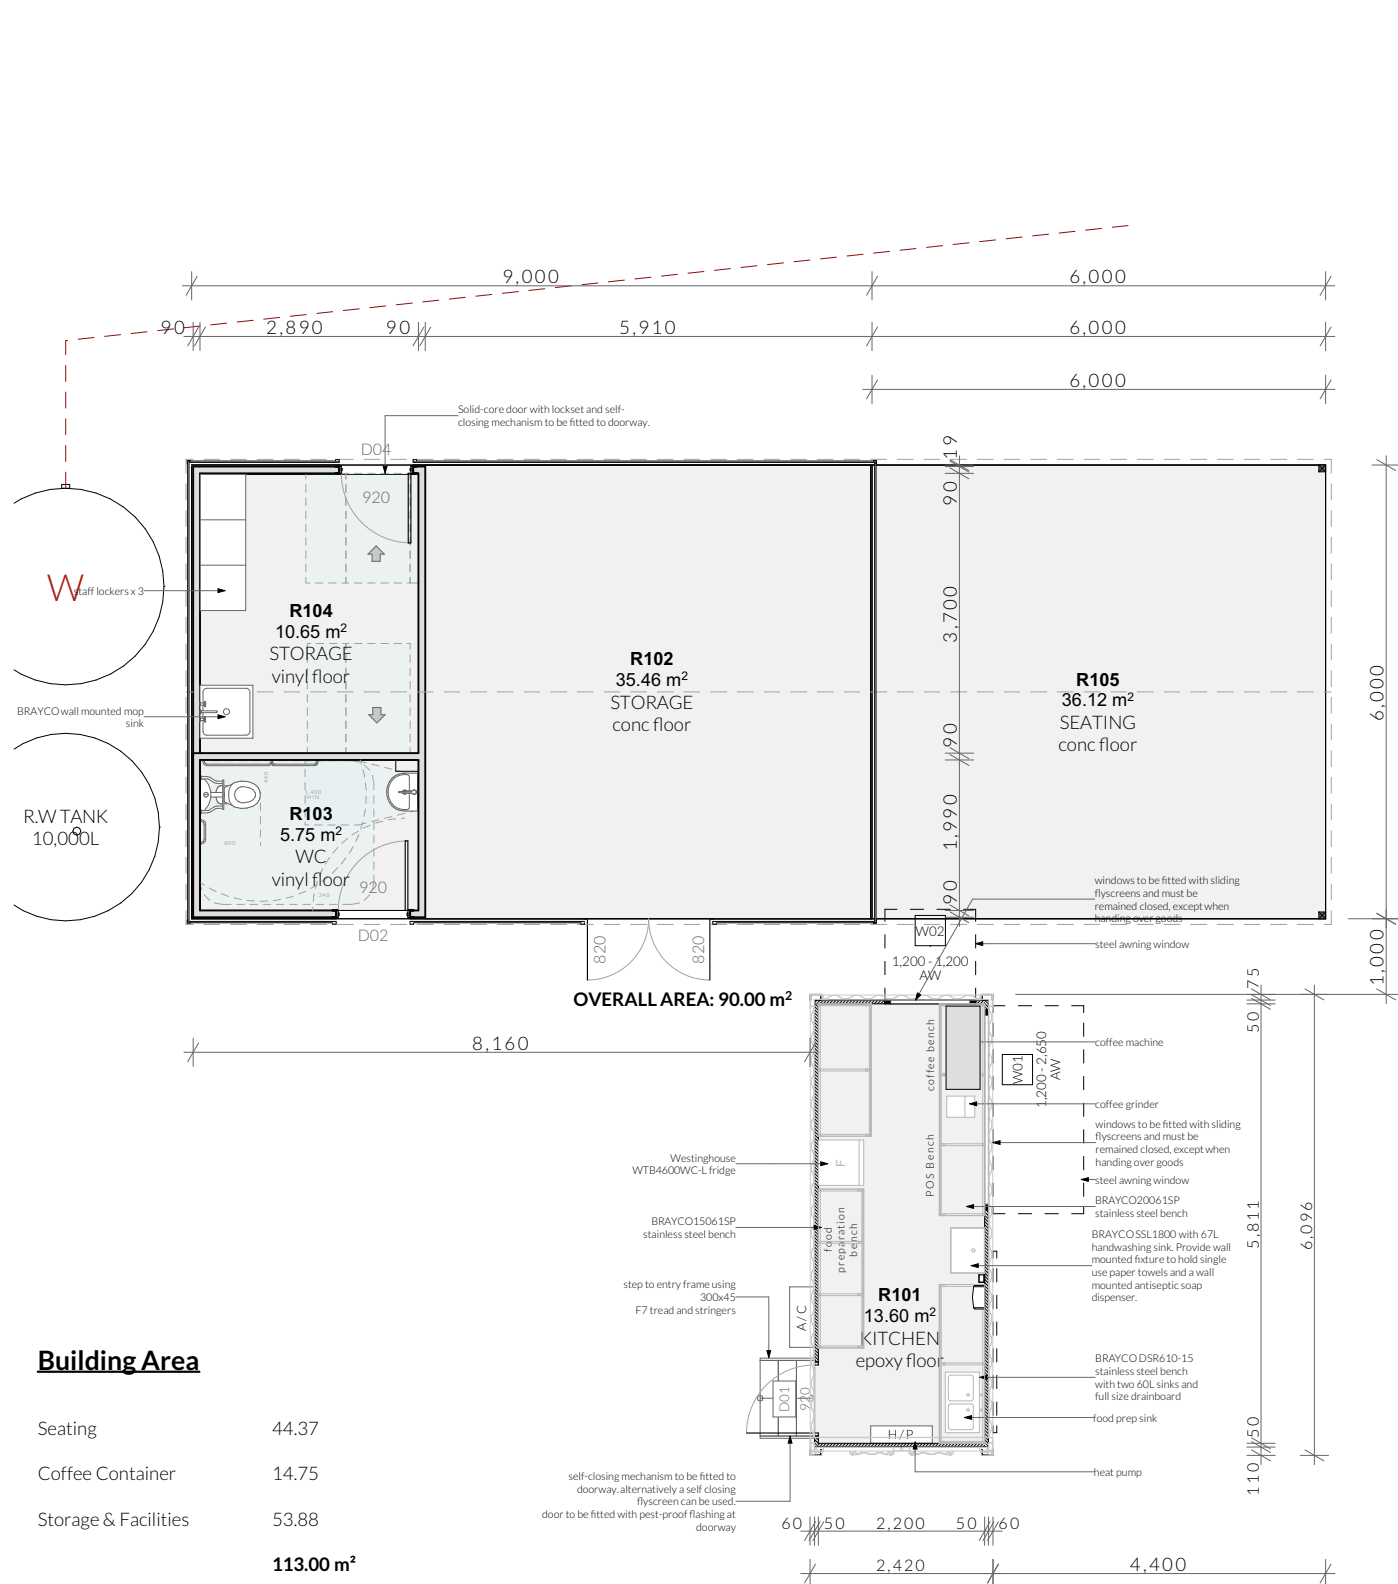 9,000
6,000
90
2,890
90
5,910
6,000
6,000
Solid-core door with lockset and self-
closing mechanism to be fitted to doorway.
D04
920
19
90
3,700
90
1,990
90
6,000
1,000
W
staff lockers x 3
R104
10.65 m²
STORAGE
vinyl floor
BRAYCO wall mounted mop
sink
R102
35.46 m²
STORAGE
conc floor
R105
36.12 m²
SEATING
conc floor
R.W TANK
10,000L
460
1,400
800
240
R103
5.75 m²
WC
vinyl floor
920
D02
820
820
windows to be fitted with sliding
flyscreens and must be
remained closed, except when
handing over goods
W02
1,200 - 1,200
AW
steel awning window
OVERALL AREA: 90.00 m²
8,160
75
50
coffee bench
coffee machine
W01
1,200 - 2,650
AW
coffee grinder
windows to be fitted with sliding
flyscreens and must be
remained closed, except when
handing over goods
POS Bench
Westinghouse
WTB4600WC-L fridge
F
steel awning window
BRAYCO20061SP
stainless steel bench
BRAYCO15061SP
stainless steel bench
food
preparation
bench
BRAYCO SSL1800 with 67L
handwashing sink. Provide wall
mounted fixture to hold single
use paper towels and a wall
mounted antiseptic soap
dispenser.
5,811
6,096
step to entry frame using
300x45
F7 tread and stringers
A/C
R101
13.60 m²
KITCHEN
epoxy floor
D01
920
BRAYCO DSR610-15
stainless steel bench
with two 60L sinks and
full size drainboard
food prep sink
H/P
heat pump
50
110
self-closing mechanism to be fitted to
doorway. alternatively a self closing
flyscreen can be used.
door to be fitted with pest-proof flashing at
doorway
60
50
2,200
50
60
2,420
4,400
Building Area
Seating 44.37
Coffee Container 14.75
Storage & Facilities 53.88
113.00 m²